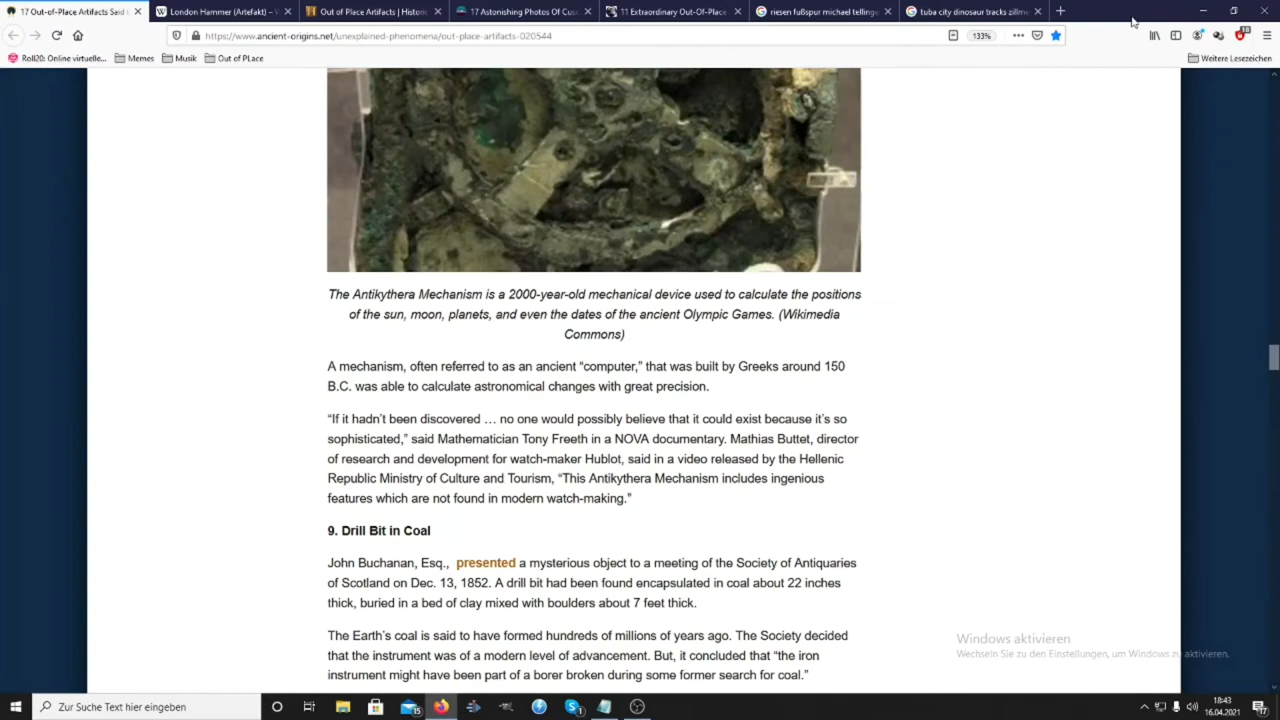 17 Out-of-Place Artifacts Said
London Hammer (Artefakt) –
Out of Place Artifacts | Historic
17 Astonishing Photos Of Cus
11 Extraordinary Out-Of-Place
riesen fußspur michael tellinge
tuba city dinosaur tracks zillme
https://www.ancient-origins.net/unexplained-phenomena/out-place-artifacts-020544
133%
Roll20: Online virtuelle...
Memes
Musik
Out of PLace
Weitere Lesezeichen
The Antikythera Mechanism is a 2000-year-old mechanical device used to calculate the positions
of the sun, moon, planets, and even the dates of the ancient Olympic Games. (Wikimedia
Commons)
A mechanism, often referred to as an ancient “computer,” that was built by Greeks around 150
B.C. was able to calculate astronomical changes with great precision.
“If it hadn’t been discovered … no one would possibly believe that it could exist because it’s so
sophisticated,” said Mathematician Tony Freeth in a NOVA documentary. Mathias Buttet, director
of research and development for watch-maker Hublot, said in a video released by the Hellenic
Republic Ministry of Culture and Tourism, “This Antikythera Mechanism includes ingenious
features which are not found in modern watch-making.”
9. Drill Bit in Coal
John Buchanan, Esq., presented a mysterious object to a meeting of the Society of Antiquaries
of Scotland on Dec. 13, 1852. A drill bit had been found encapsulated in coal about 22 inches
thick, buried in a bed of clay mixed with boulders about 7 feet thick.
The Earth’s coal is said to have formed hundreds of millions of years ago. The Society decided
that the instrument was of a modern level of advancement. But, it concluded that “the iron
instrument might have been part of a borer broken during some former search for coal.”
Windows aktivieren
Wechseln Sie zu den Einstellungen, um Windows zu aktivieren.
Zur Suche Text hier eingeben
15
1
18:43
16.04.2021
17